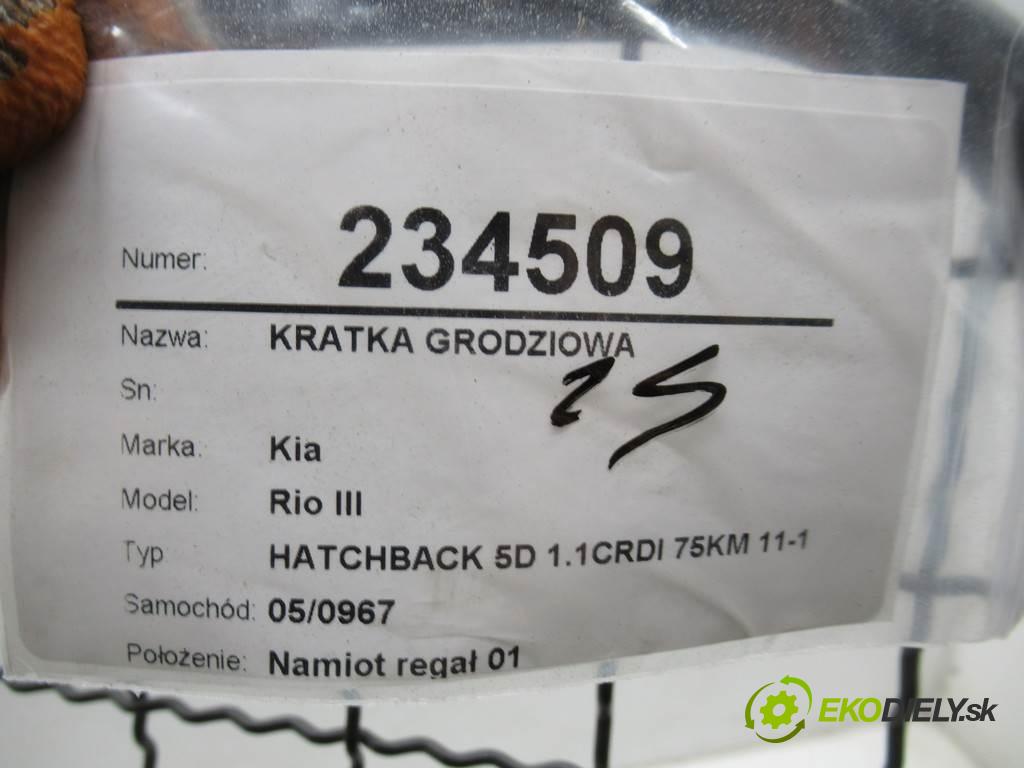 Numer: 234509
Nazwa: KRATKA GRODZIOWA
25
Sn:
Marka: Kia
Model: Rio III
Typ HATCHBACK 5D 1.1CRDI 75KM 11-1
Samochód: 05/0967
Położenie: Namiot regał 01
EKODIELY.sk